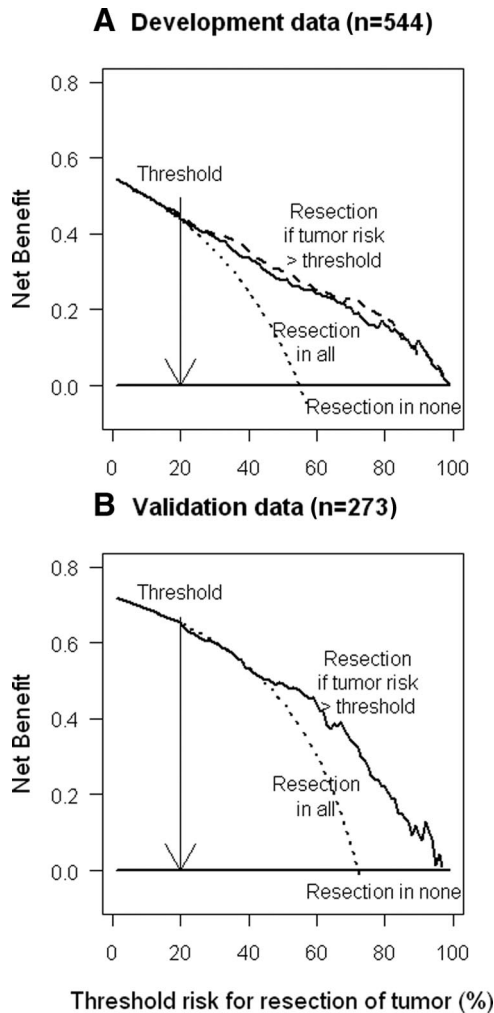 A Development data (n=544)
0.8
0.6
0.4
0.2
0.0
Net Benefit
Threshold
Resection
if tumor risk
> threshold
Resection
in all
Resection in none
0 20 40 60 80 100
B Validation data (n=273)
0.8
0.6
0.4
0.2
0.0
Net Benefit
Threshold
Resection
if tumor risk
> threshold
Resection
in all
Resection in none
0 20 40 60 80 100
Threshold risk for resection of tumor (%)